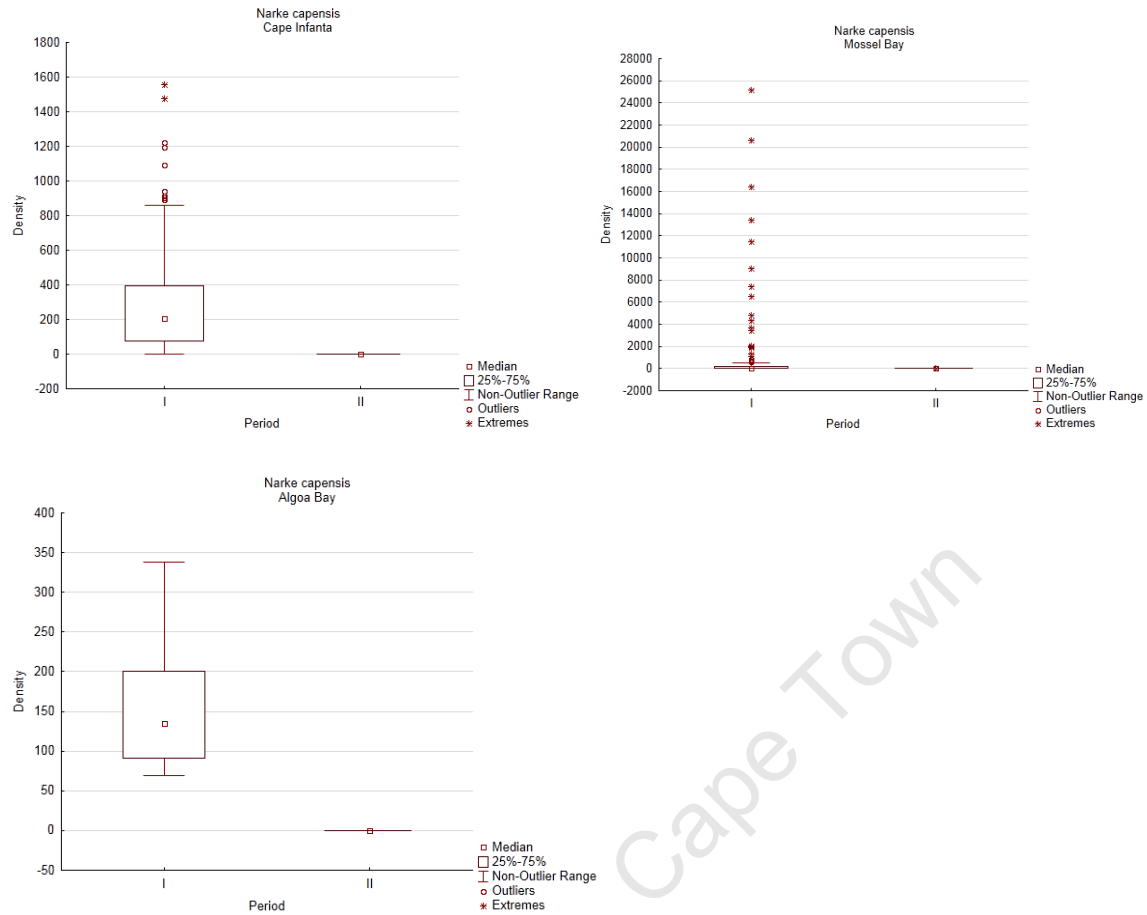 Narke capensis
Cape Infanta
1800
1600
1400
1200
1000
800
600
400
200
0
-200
Density
I II
Period
Median
25%-75%
Non-Outlier Range
Outliers
Extremes
Narke capensis
Mossel Bay
28000
26000
24000
22000
20000
18000
16000
14000
12000
10000
8000
6000
4000
2000
0
-2000
Density
I II
Period
Median
25%-75%
Non-Outlier Range
Outliers
Extremes
Narke capensis
Algoa Bay
400
350
300
250
200
150
100
50
0
-50
Density
I II
Period
Median
25%-75%
Non-Outlier Range
Outliers
Extremes
Cape Town